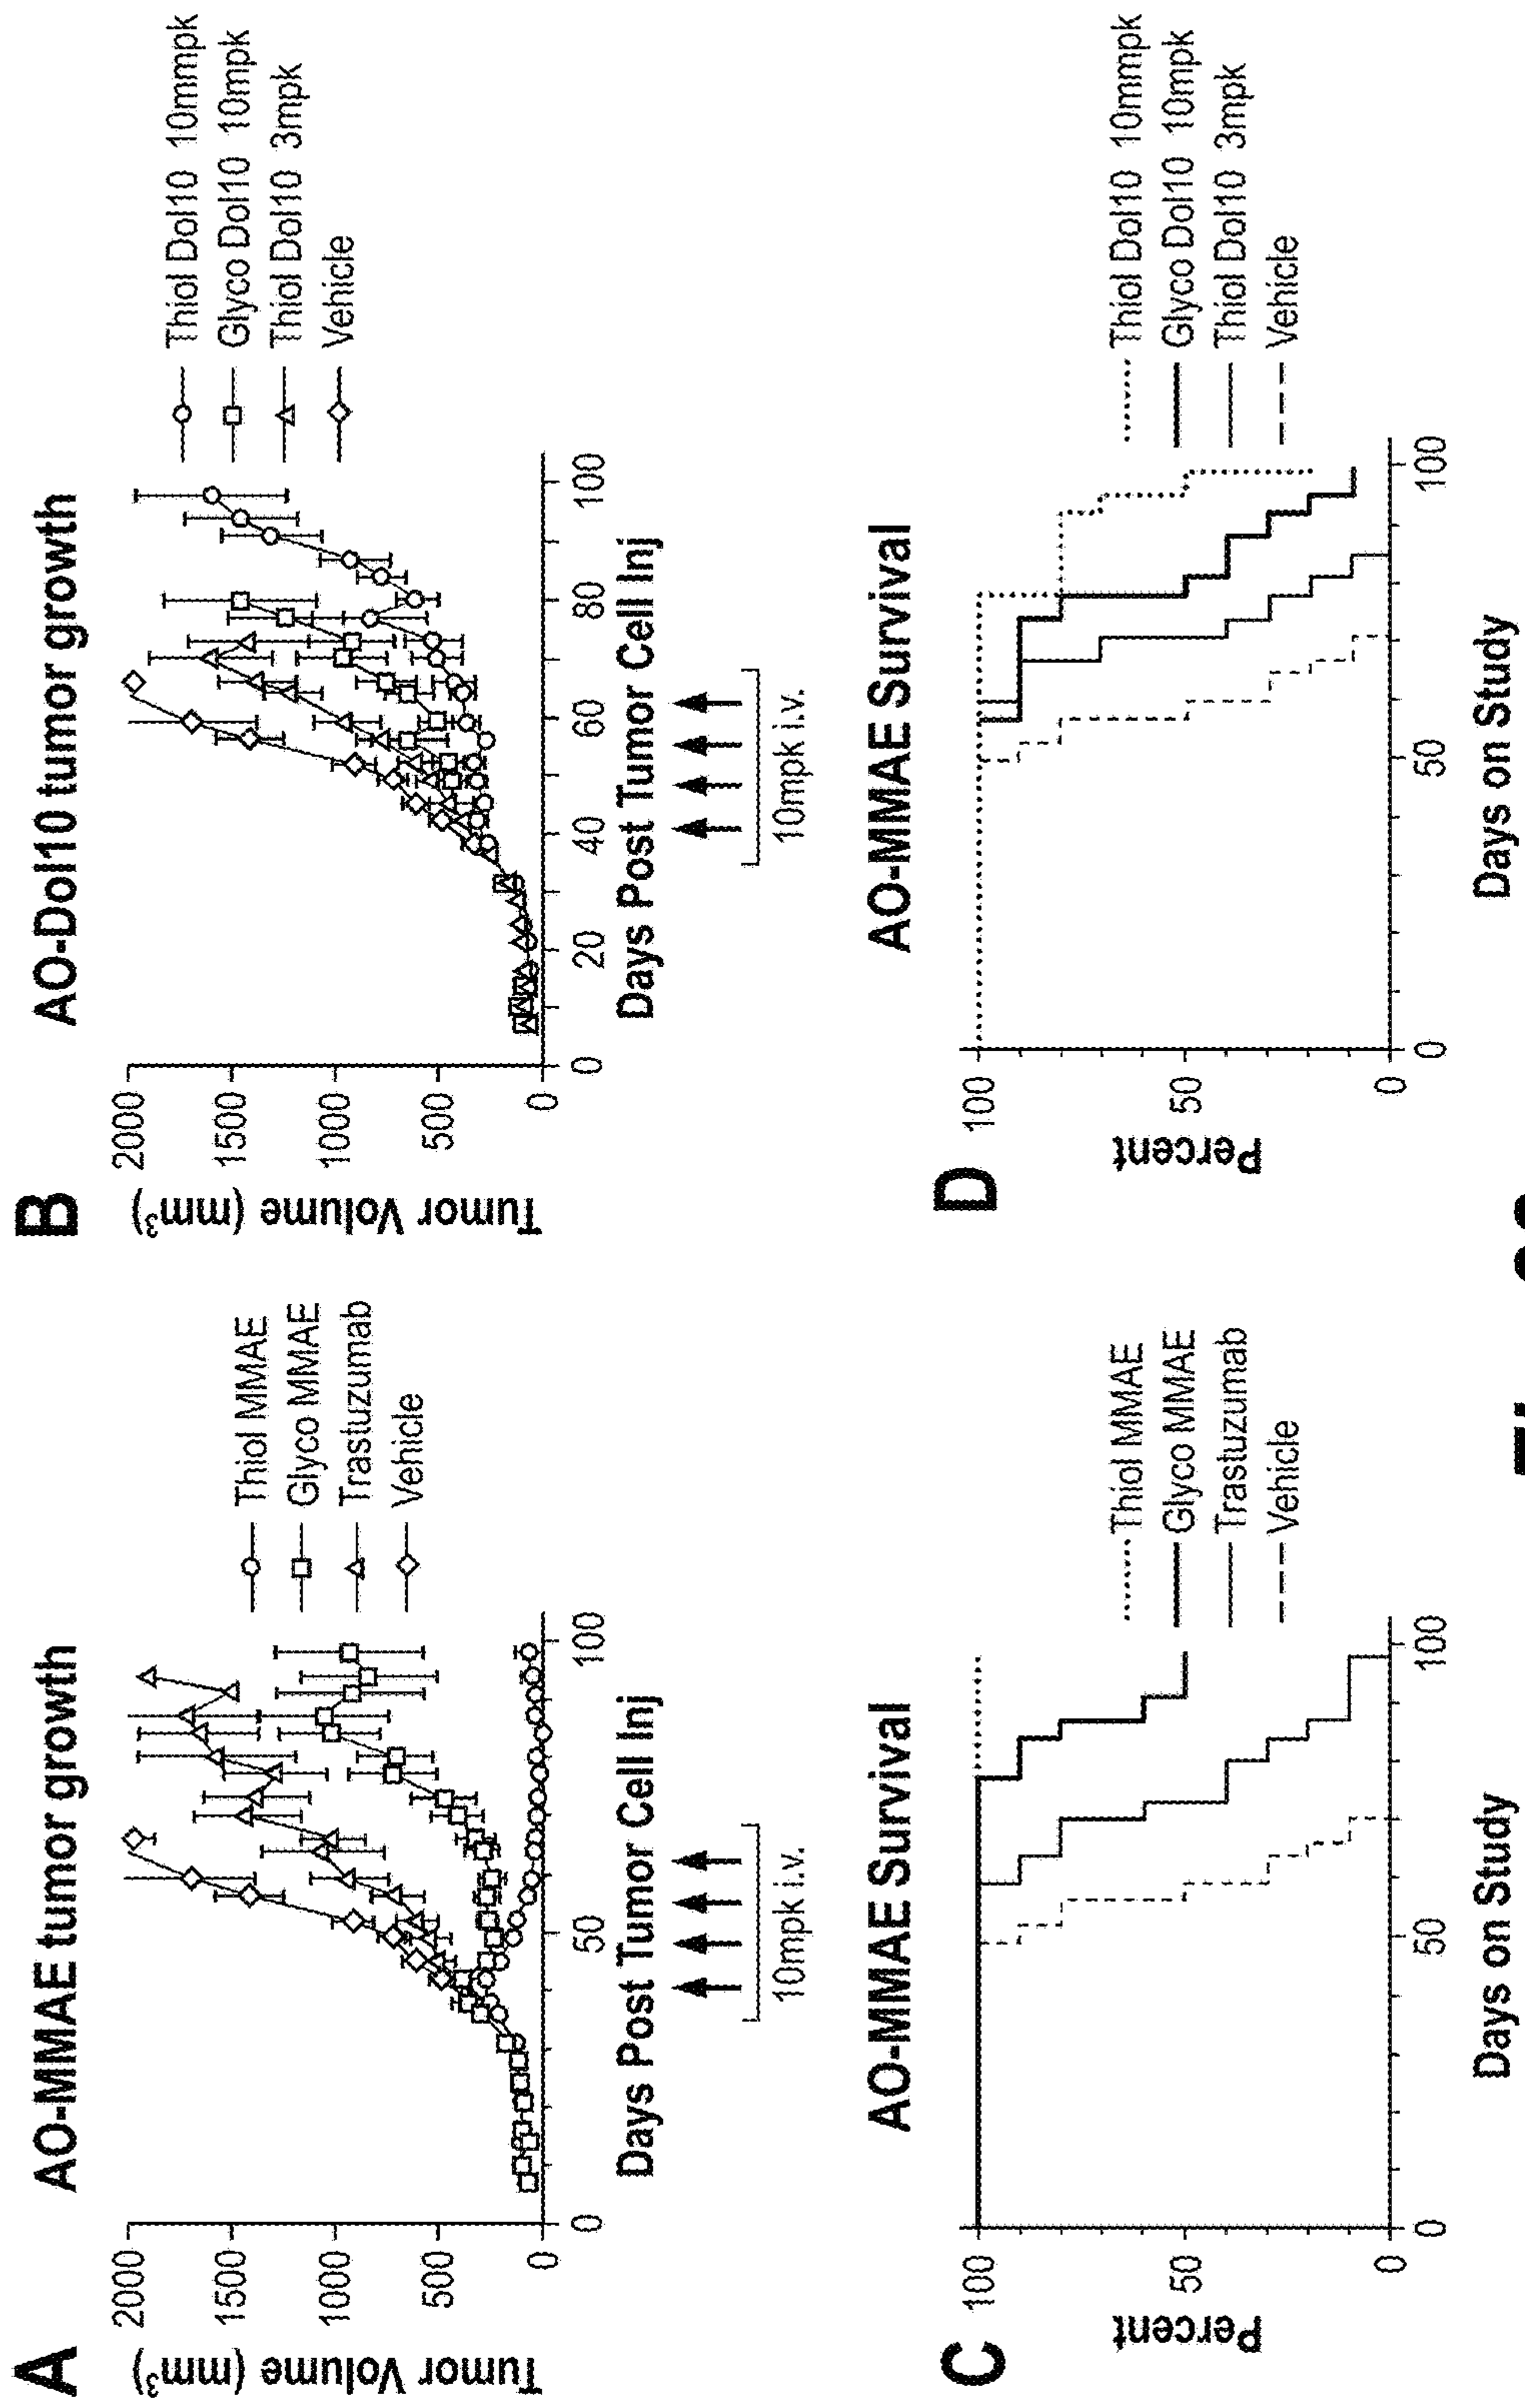 A
AO-MMAE tumor growth
Tumor Volume (mm³)
2000
1500
1000
500
0
0
50
100
Days Post Tumor Cell Inj
10mpk i.v.
Thiol MMAE
Glyco MMAE
Trastuzumab
Vehicle
B
AO-Dol10 tumor growth
Tumor Volume (mm³)
2000
1500
1000
500
0
0
20
40
60
80
100
Days Post Tumor Cell Inj
10mpk i.v.
Thiol Dol10 10mmpk
Glyco Dol10 10mpk
Thiol Dol10 3mpk
Vehicle
C
AO-MMAE Survival
Percent
100
50
0
0
50
100
Days on Study
Thiol MMAE
Glyco MMAE
Trastuzumab
Vehicle
D
AO-MMAE Survival
Percent
100
50
0
0
50
100
Days on Study
Thiol Dol10 10mmpk
Glyco Dol10 10mpk
Thiol Dol10 3mpk
Vehicle